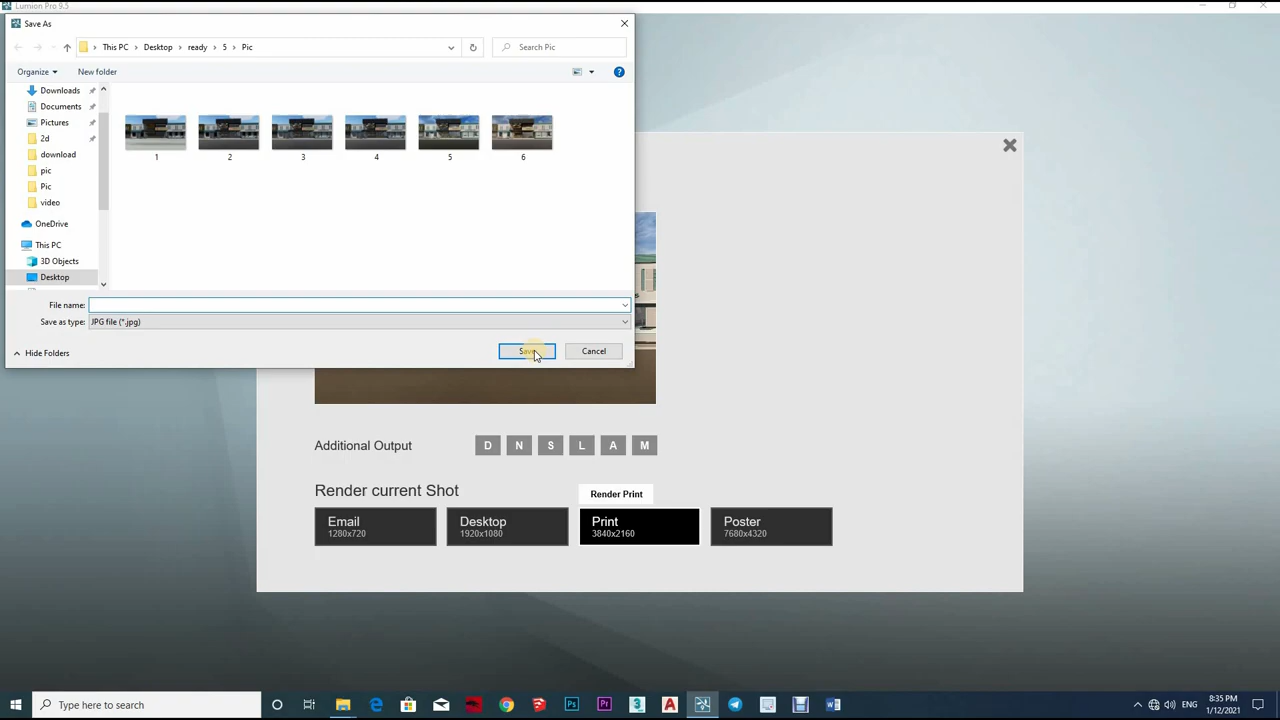 Lumion Pro 9.5
Save As
This PC
Desktop
ready
5
Pic
Search Pic
Organize
New folder
Downloads
Documents
Pictures
2d
download
pic
Pic
video
OneDrive
This PC
3D Objects
Desktop
1
2
3
4
5
6
File name:
Save as type:
JPG file (*.jpg)
Hide Folders
Save
Cancel
Additional Output
D N S L A M
Render current Shot
Render Print
Email
1280x720
Desktop
1920x1080
Print
3840x2160
Poster
7680x4320
Type here to search
ENG
8:35 PM
1/12/2021